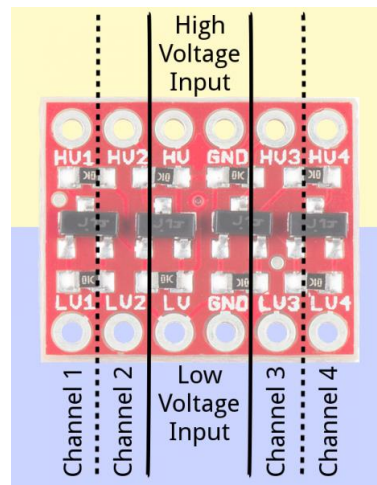 High
Voltage
Input
HV1 HV2 HV GND HV3 HV4
LV1 LV2 LV GND LV3 LV4
Channel 1
Channel 2
Low
Voltage
Input
Channel 3
Channel 4